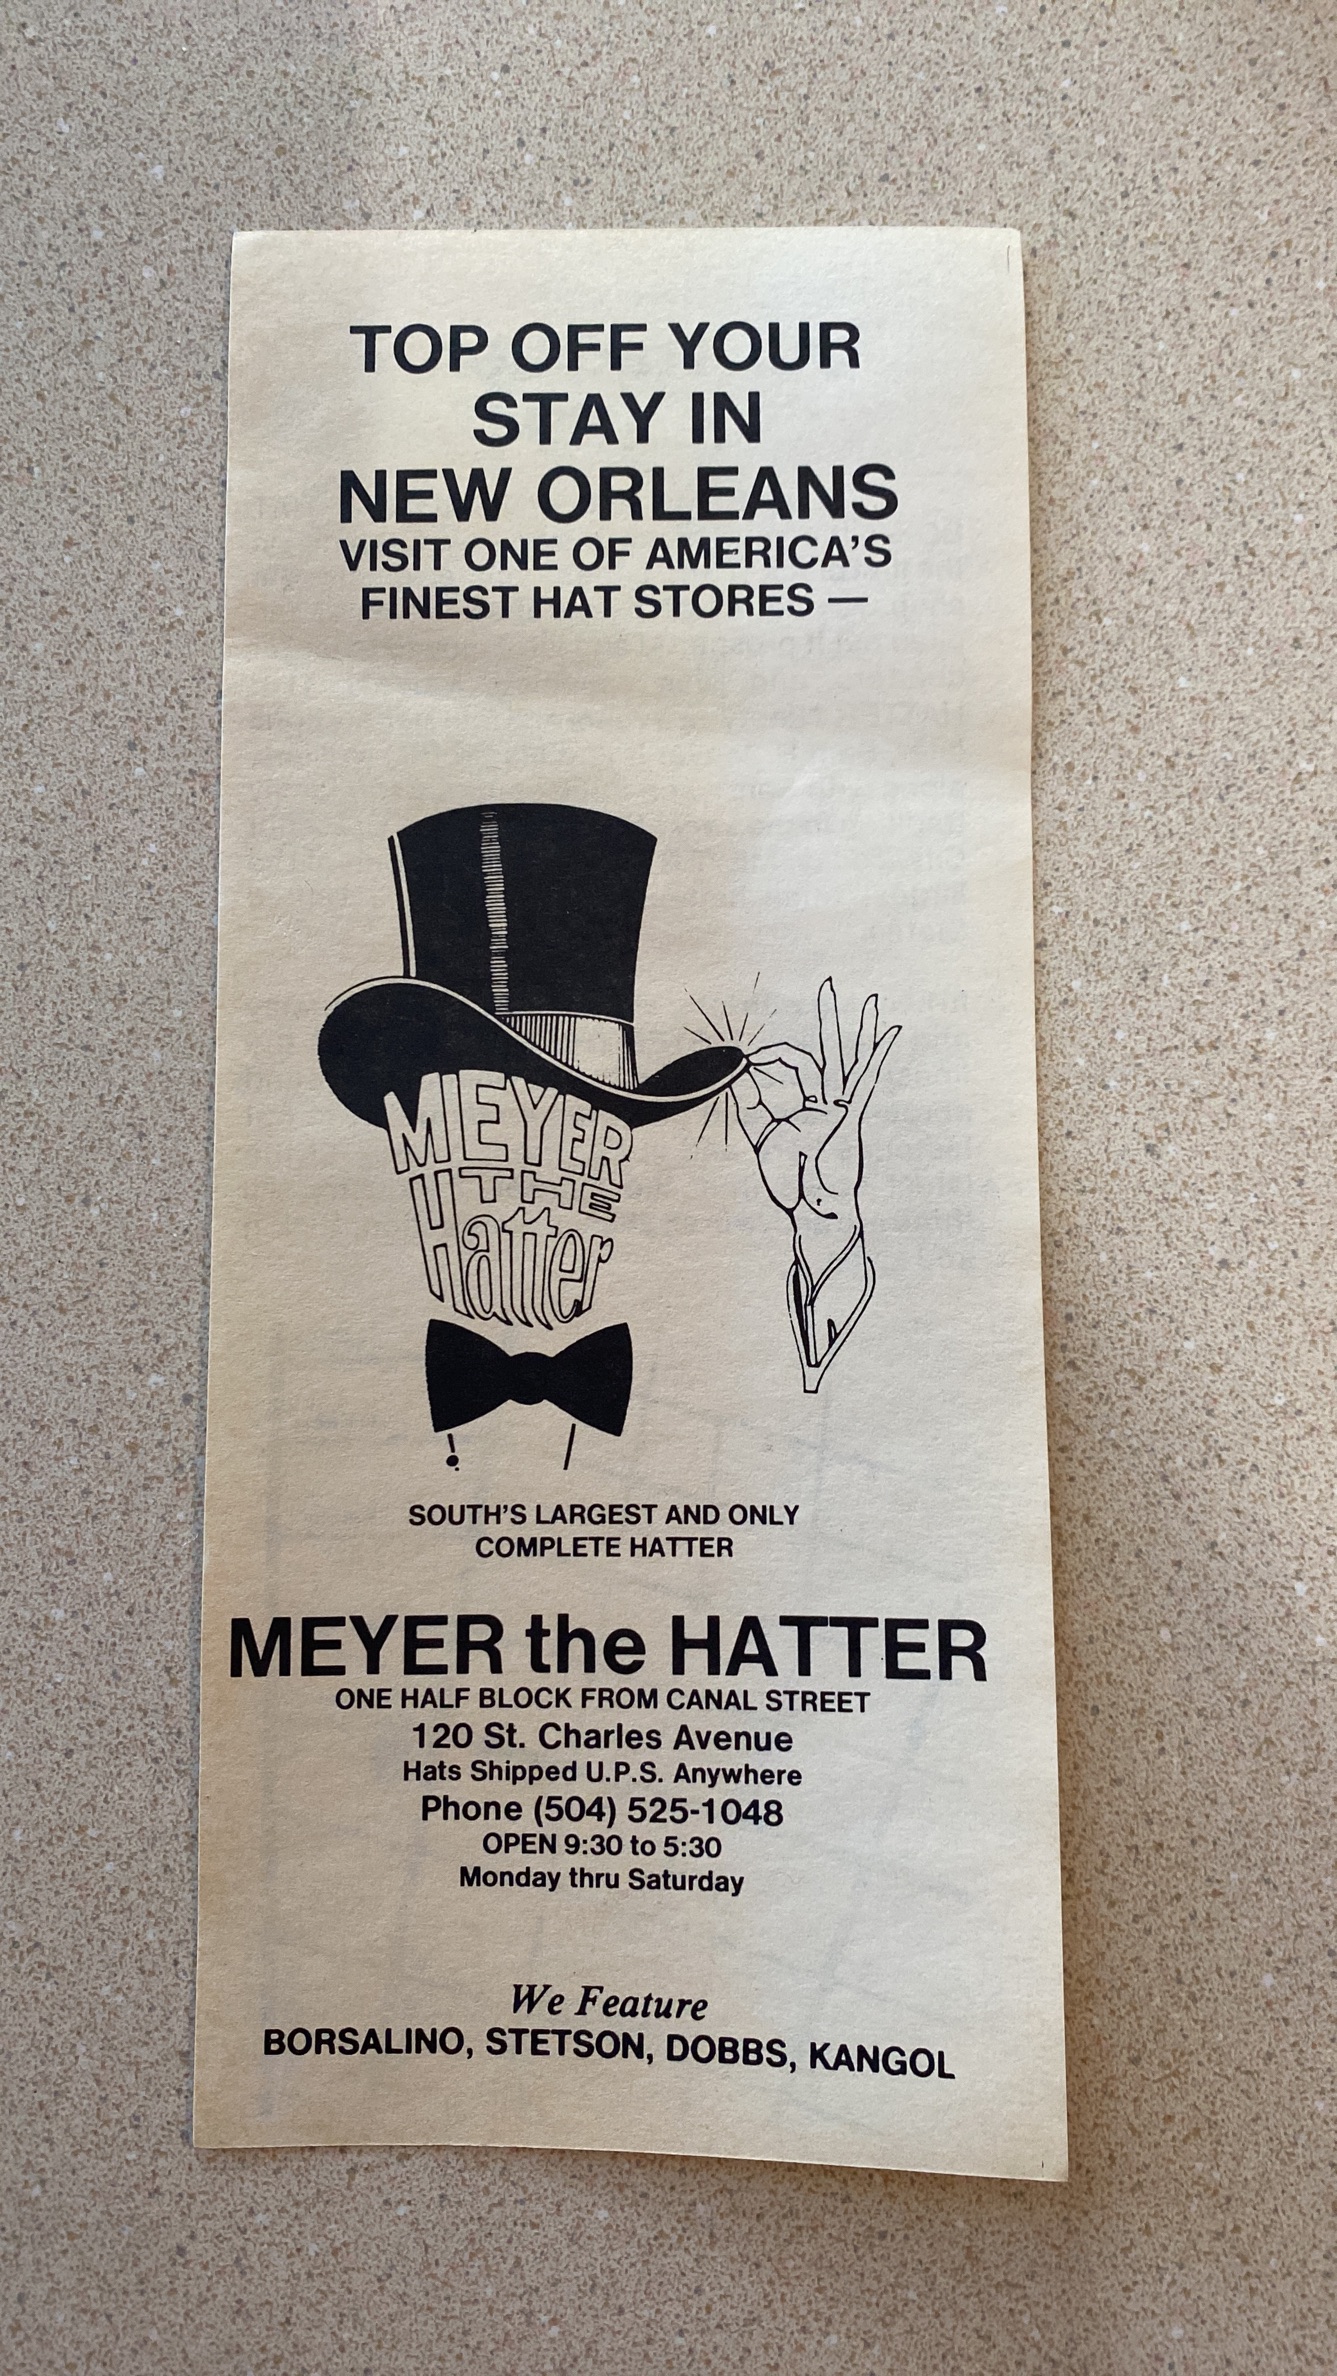 TOP OFF YOUR
STAY IN
NEW ORLEANS
VISIT ONE OF AMERICA'S
FINEST HAT STORES —
MEYER
THE
Hatter
SOUTH'S LARGEST AND ONLY
COMPLETE HATTER
MEYER the HATTER
ONE HALF BLOCK FROM CANAL STREET
120 St. Charles Avenue
Hats Shipped U.P.S. Anywhere
Phone (504) 525-1048
OPEN 9:30 to 5:30
Monday thru Saturday
We Feature
BORSALINO, STETSON, DOBBS, KANGOL